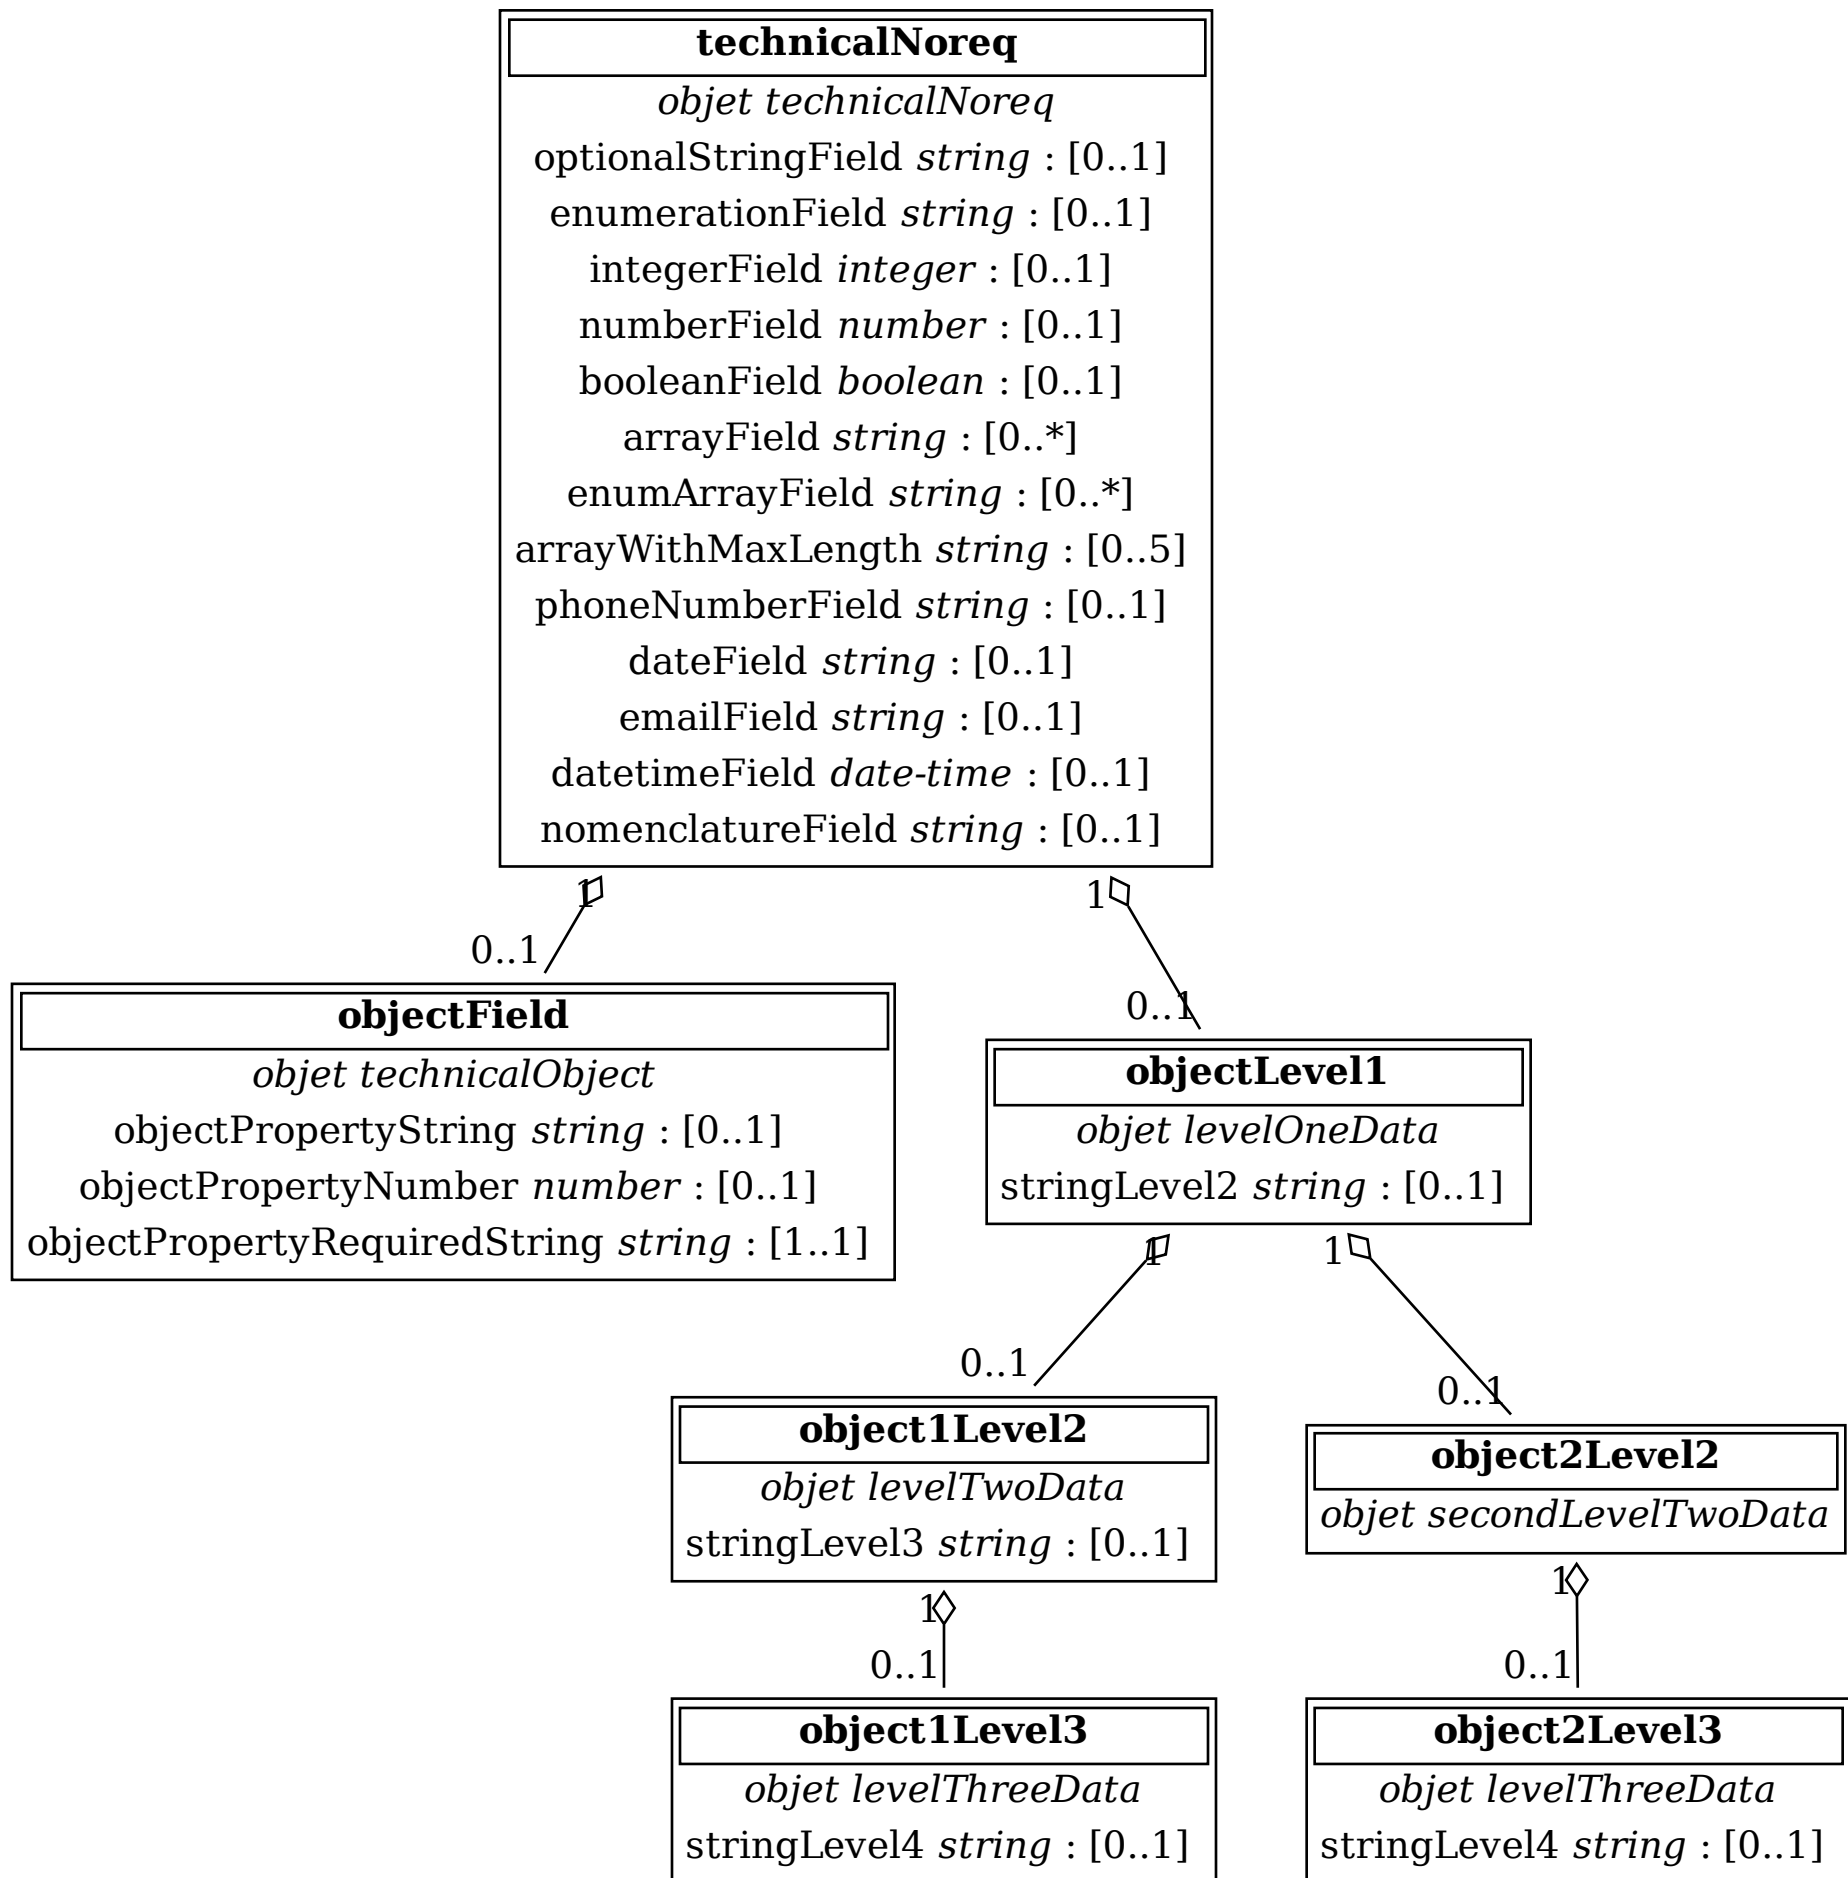 technicalNoreq
objet technicalNoreq
optionalStringField string : [0..1]
enumerationField string : [0..1]
integerField integer : [0..1]
numberField number : [0..1]
booleanField boolean : [0..1]
arrayField string : [0..*]
enumArrayField string : [0..*]
arrayWithMaxLength string : [0..5]
phoneNumberField string : [0..1]
dateField string : [0..1]
emailField string : [0..1]
datetimeField date-time : [0..1]
nomenclatureField string : [0..1]
1
0..1
objectField
objet technicalObject
objectPropertyString string : [0..1]
objectPropertyNumber number : [0..1]
objectPropertyRequiredString string : [1..1]
1
0..1
objectLevel1
objet levelOneData
stringLevel2 string : [0..1]
1
0..1
object1Level2
objet levelTwoData
stringLevel3 string : [0..1]
1
0..1
object2Level2
objet secondLevelTwoData
1
0..1
object1Level3
objet levelThreeData
stringLevel4 string : [0..1]
1
0..1
object2Level3
objet levelThreeData
stringLevel4 string : [0..1]